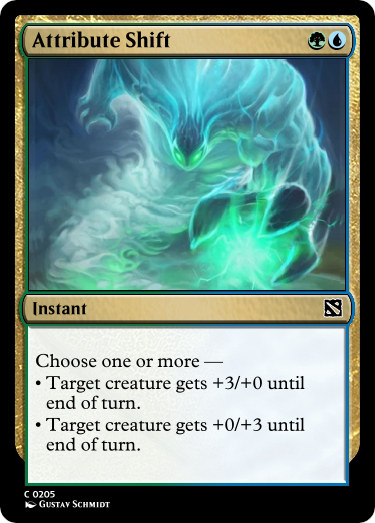 Attribute Shift
Instant
Choose one or more —
• Target creature gets +3/+0 until
end of turn.
• Target creature gets +0/+3 until
end of turn.
C 0205
Gustav Schmidt